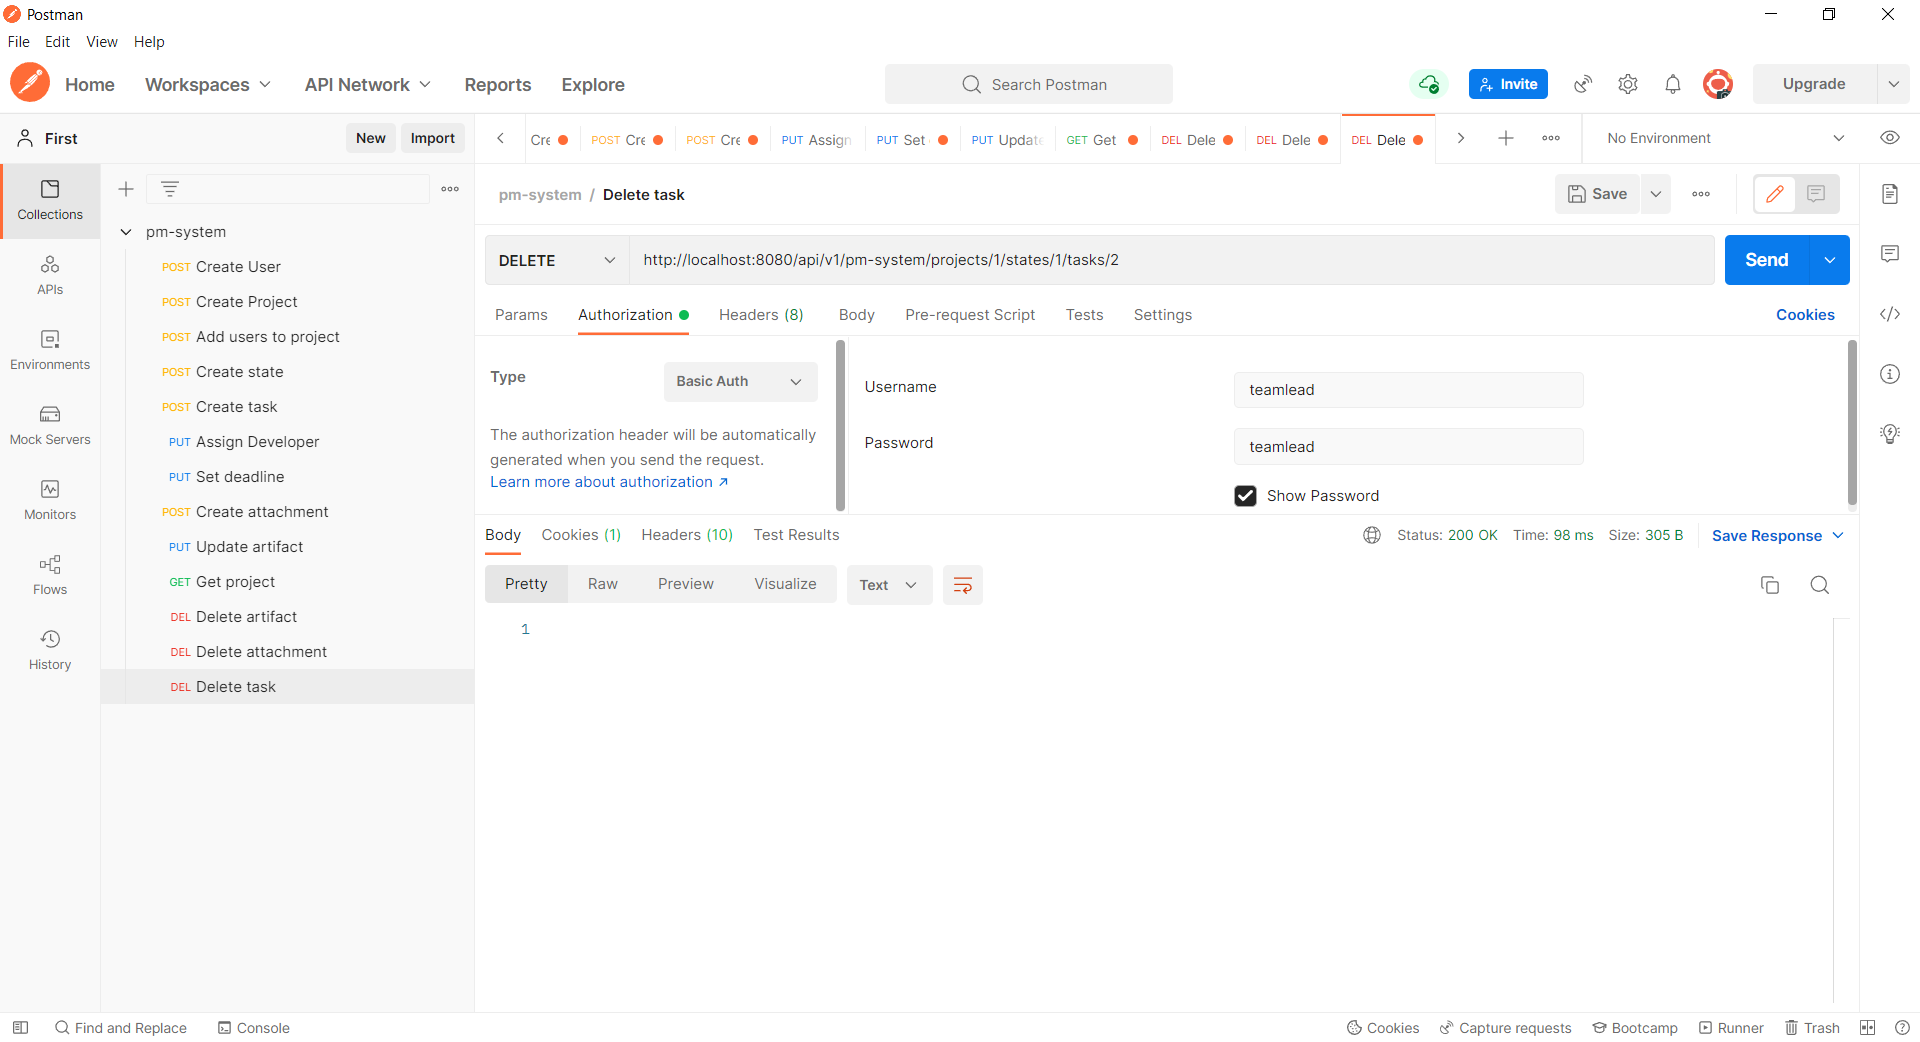 Postman
File Edit View Help
Home Workspaces API Network Reports Explore Search Postman Invite Upgrade
First New Import
Cre POST Cre POST Cre PUT Assign PUT Set PUT Update GET Get DEL Dele DEL Dele DEL Dele No Environment
Collections
APIs
Environments
Mock Servers
Monitors
Flows
History
pm-system
POST Create User
POST Create Project
POST Add users to project
POST Create state
POST Create task
PUT Assign Developer
PUT Set deadline
POST Create attachment
PUT Update artifact
GET Get project
DEL Delete artifact
DEL Delete attachment
DEL Delete task
pm-system / Delete task Save
DELETE http://localhost:8080/api/v1/pm-system/projects/1/states/1/tasks/2 Send
Params Authorization Headers (8) Body Pre-request Script Tests Settings Cookies
Type Basic Auth
The authorization header will be automatically
generated when you send the request.
Learn more about authorization ↗
Username teamlead
Password teamlead
Show Password
Body Cookies (1) Headers (10) Test Results Status: 200 OK Time: 98 ms Size: 305 B Save Response
Pretty Raw Preview Visualize Text
1
Find and Replace Console Cookies Capture requests Bootcamp Runner Trash